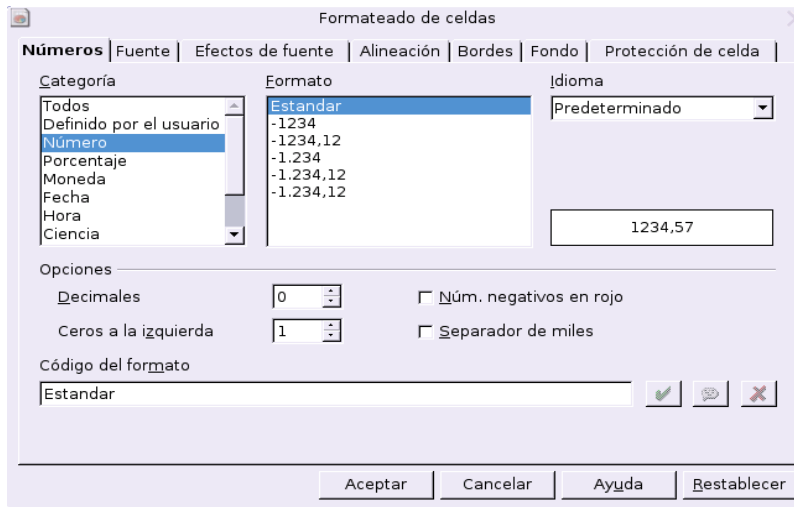 Formateado de celdas
Números Fuente Efectos de fuente Alineación Bordes Fondo Protección de celda
Categoría Formato Idioma
Todos Estandar Predeterminado
Definido por el usuario -1234
Número -1234,12
Porcentaje -1.234
Moneda -1.234,12
Fecha -1.234,12
Hora 1234,57
Ciencia
Opciones
Decimales 0 Núm. negativos en rojo
Ceros a la izquierda 1 Separador de miles
Código del formato
Estandar
Aceptar Cancelar Ayuda Restablecer